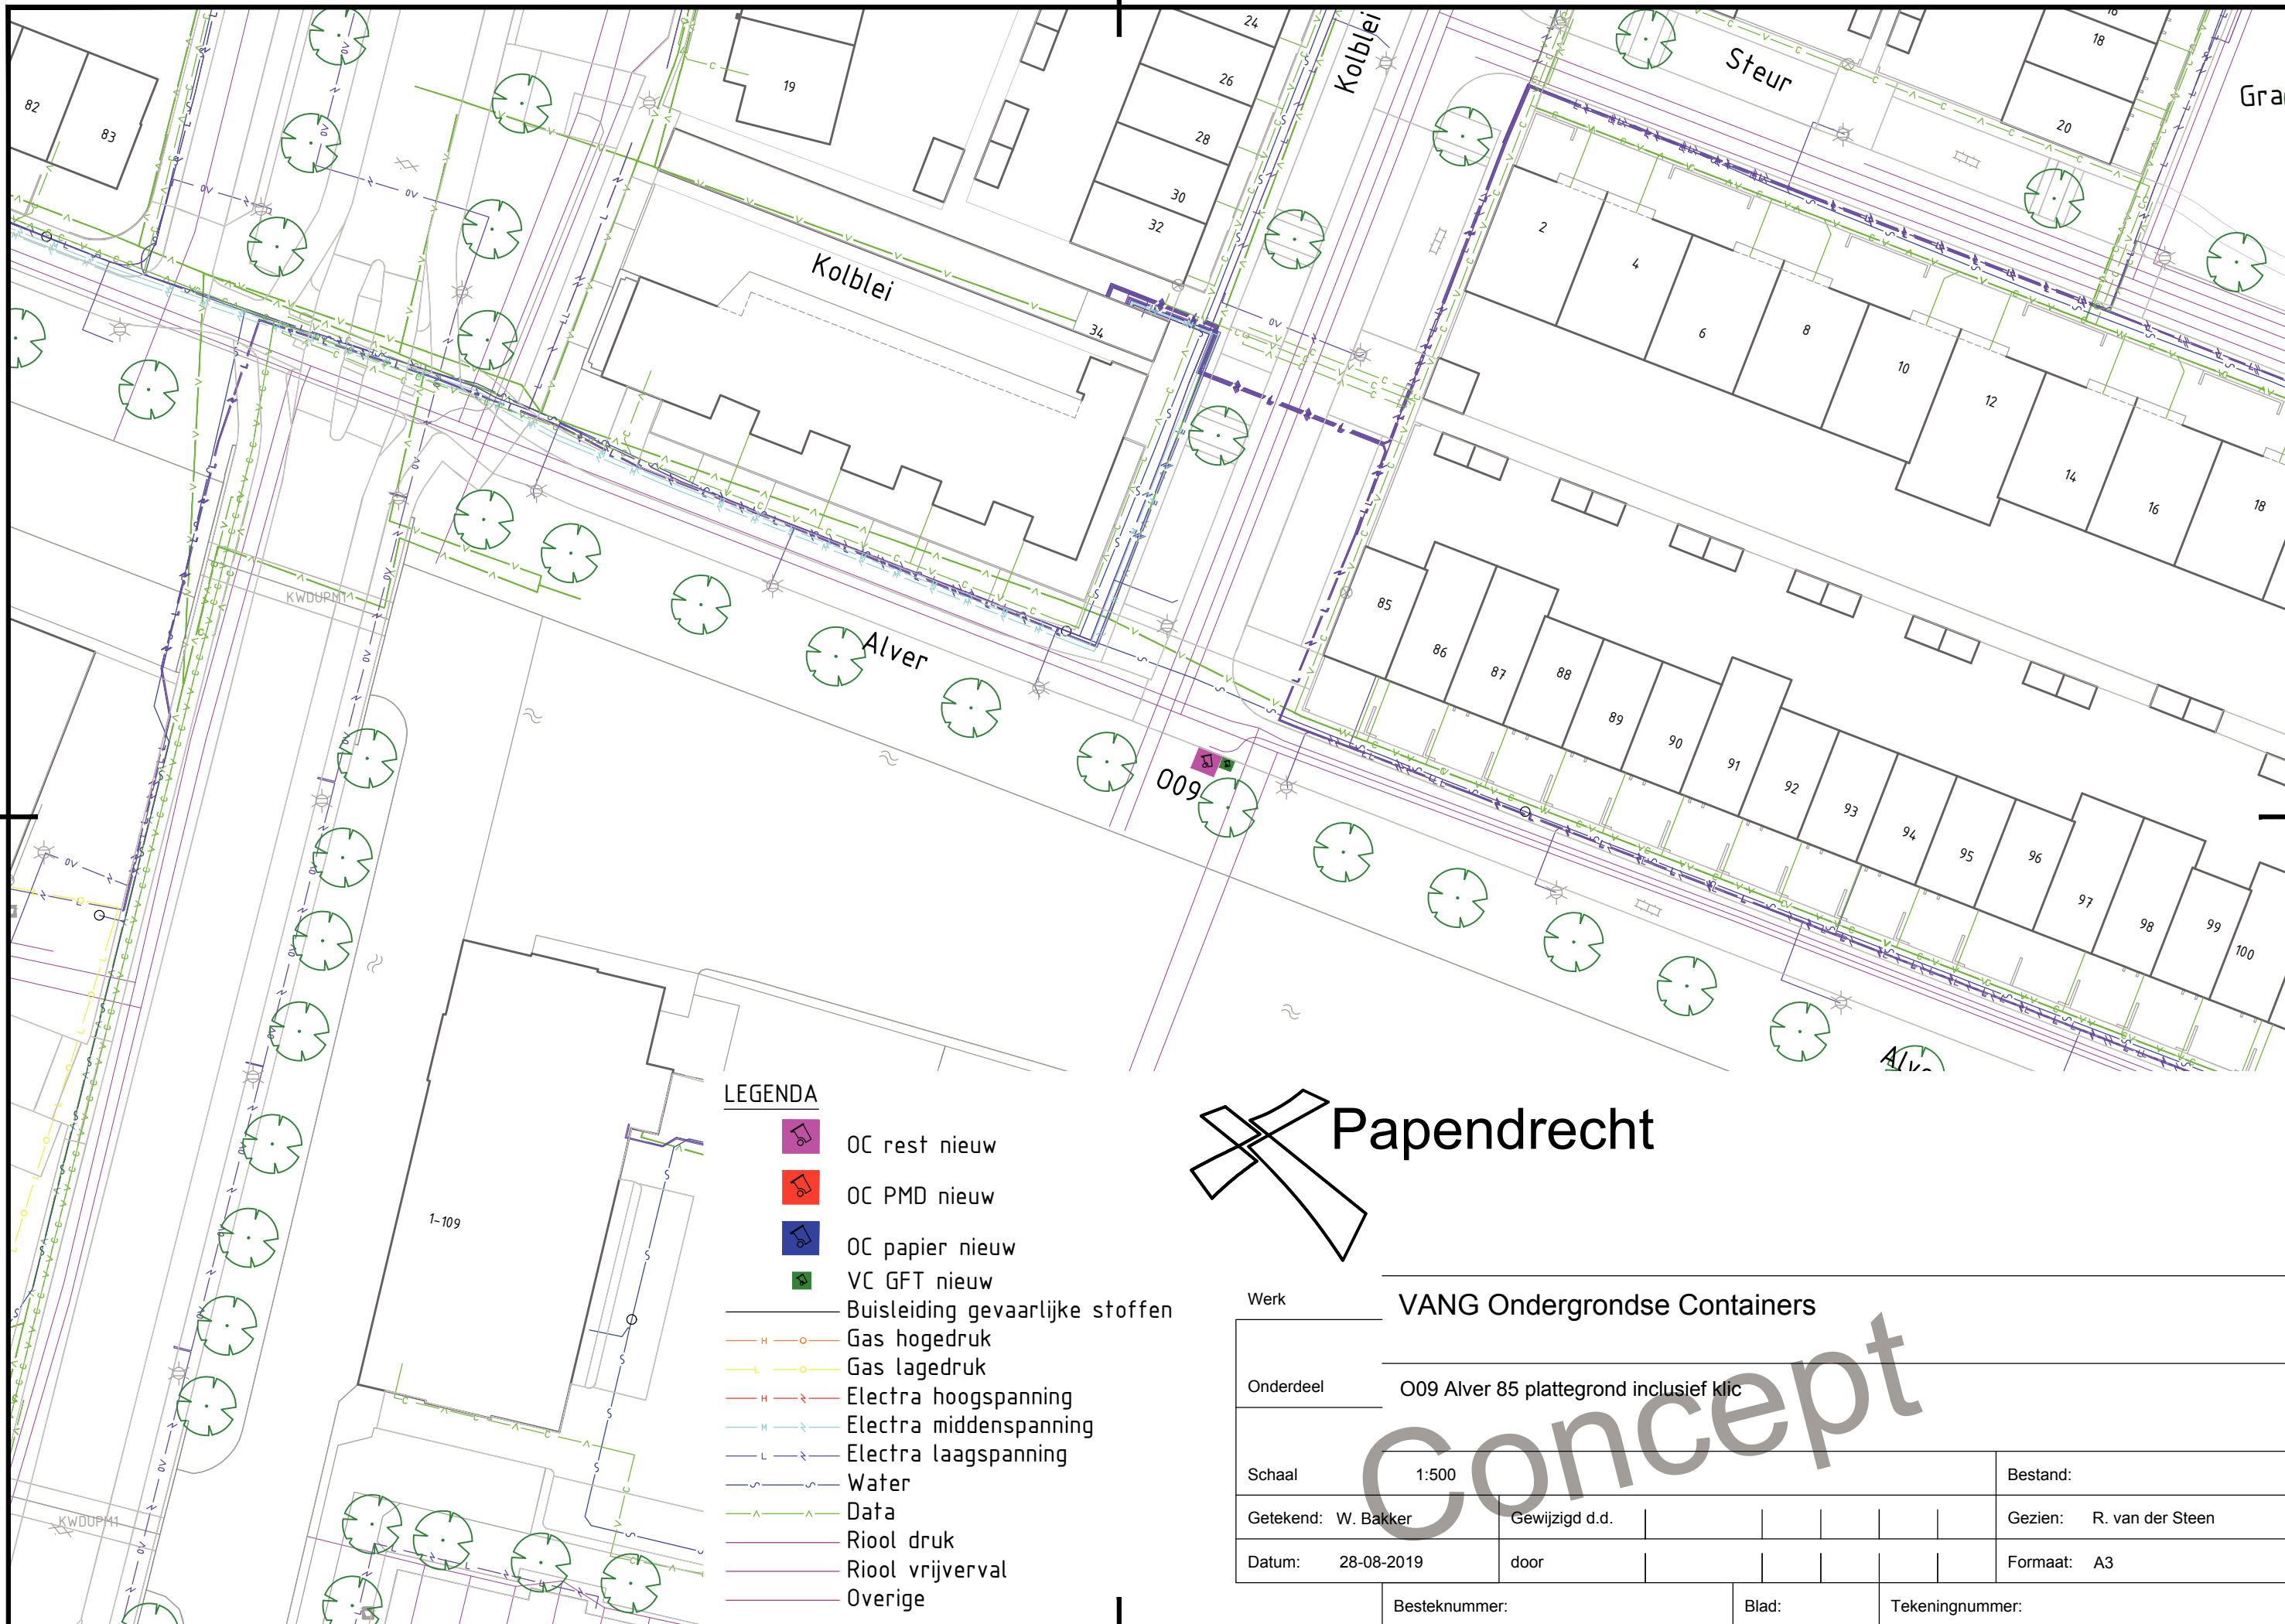 24
26
28
30
32
34
19
82
83
Kolblei
Kolblei
Steur
18
18
20
2
4
6
8
10
12
14
16
18
85
86
87
88
89
90
91
92
93
94
95
96
97
98
99
100
KWDUPM1
Alver
O09
1-109
KWDUPM1
LEGENDA
OC rest nieuw
OC PMD nieuw
OC papier nieuw
VC GFT nieuw
Buisleiding gevaarlijke stoffen
Gas hogedruk
Gas lagedruk
Electra hoogspanning
Electra middenspanning
Electra laagspanning
Water
Data
Riool druk
Riool vrijverval
Overige
Papendrecht
Werk VANG Ondergrondse Containers
Onderdeel O09 Alver 85 plattegrond inclusief klic
Concept
Schaal 1:500 Bestand:
Getekend: W. Bakker Gewijzigd d.d. Gezien: R. van der Steen
Datum: 28-08-2019 door Formaat: A3
Besteknummer: Blad: Tekeningnummer: